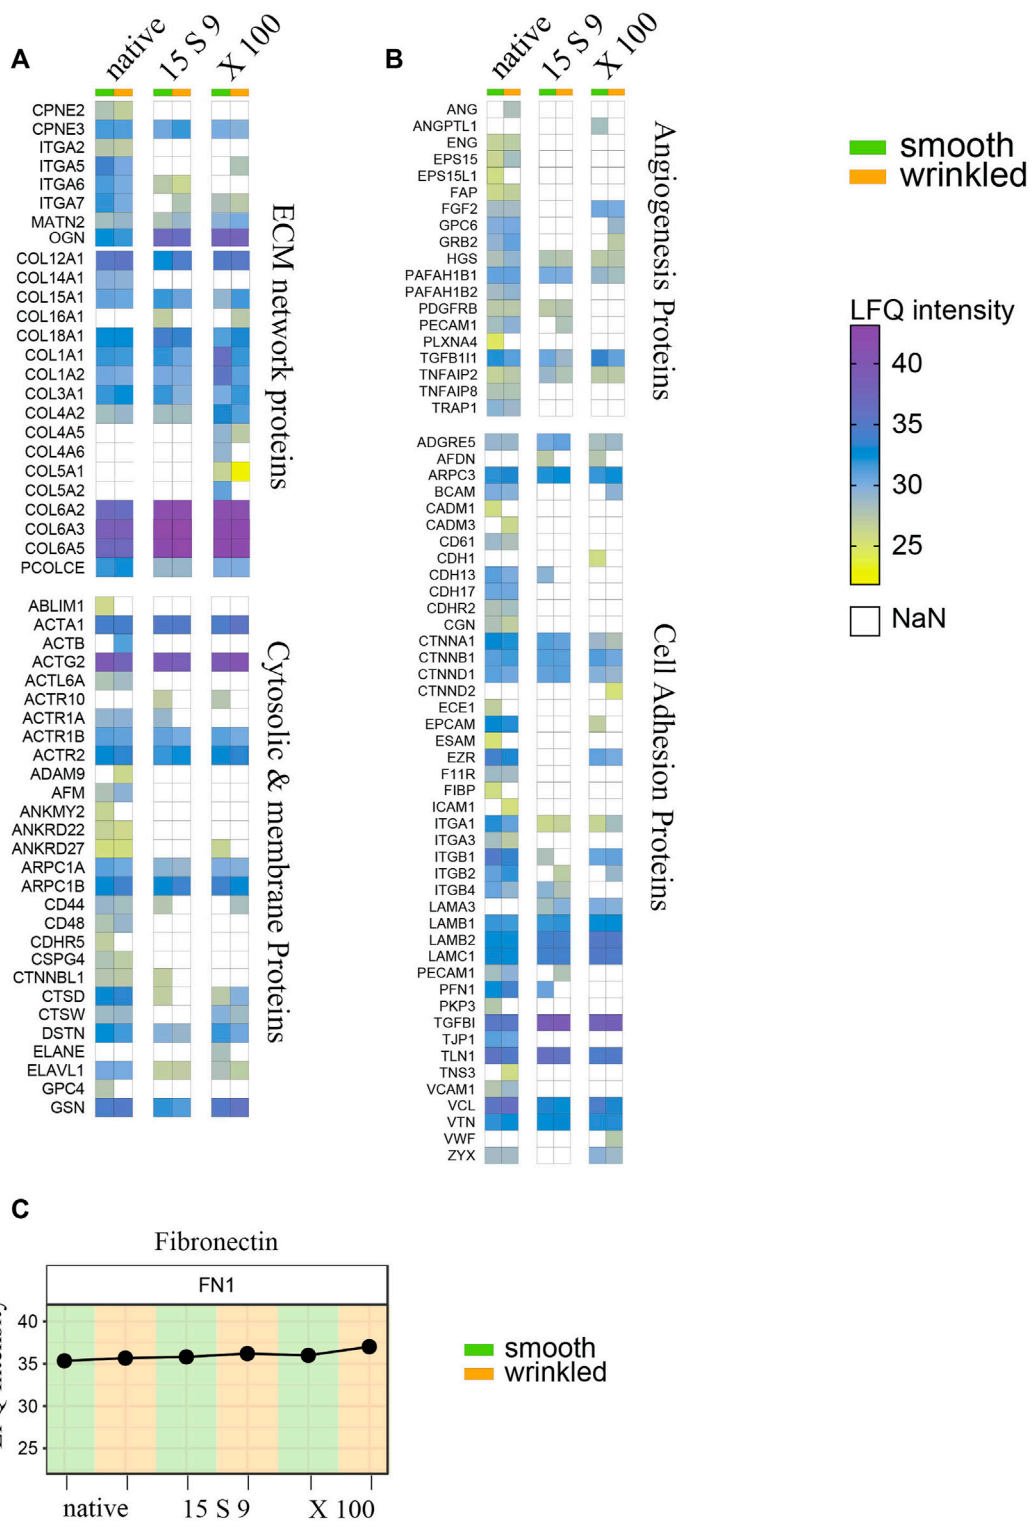 A
native
15 S 9
X 100
CPNE2
CPNE3
ITGA2
ITGA5
ITGA6
ITGA7
MATN2
OGN
COL12A1
COL14A1
COL15A1
COL16A1
COL18A1
COL1A1
COL1A2
COL3A1
COL4A2
COL4A5
COL4A6
COL5A1
COL5A2
COL6A2
COL6A3
COL6A5
PCOLCE
ECM network proteins
ABLIM1
ACTA1
ACTB
ACTG2
ACTL6A
ACTR10
ACTR1A
ACTR1B
ACTR2
ADAM9
AFM
ANKMY2
ANKRD22
ANKRD27
ARPC1A
ARPC1B
CD44
CD48
CDHR5
CSPG4
CTNNBL1
CTSD
CTSW
DSTN
ELANE
ELAVL1
GPC4
GSN
Cytosolic & membrane Proteins
B
native
15 S 9
X 100
ANG
ANGPTL1
ENG
EPS15
EPS15L1
FAP
FGF2
GPC6
GRB2
HGS
PAFAH1B1
PAFAH1B2
PDGFRB
PECAM1
PLXNA4
TGFB1I1
TNFAIP2
TNFAIP8
TRAP1
Angiogenesis Proteins
ADGRE5
AFDN
ARPC3
BCAM
CADM1
CADM3
CD61
CDH1
CDH13
CDH17
CDHR2
CGN
CTNNA1
CTNNB1
CTNND1
CTNND2
ECE1
EPCAM
ESAM
EZR
F11R
FIBP
ICAM1
ITGA1
ITGA3
ITGB1
ITGB2
ITGB4
LAMA3
LAMB1
LAMB2
LAMC1
PECAM1
PFN1
PKP3
TGFBI
TJP1
TLN1
TNS3
VCAM1
VCL
VTN
VWF
ZYX
Cell Adhesion Proteins
smooth
wrinkled
LFQ intensity
40
35
30
25
NaN
C
Fibronectin
FN1
40
35
30
25
native
15 S 9
X 100
smooth
wrinkled